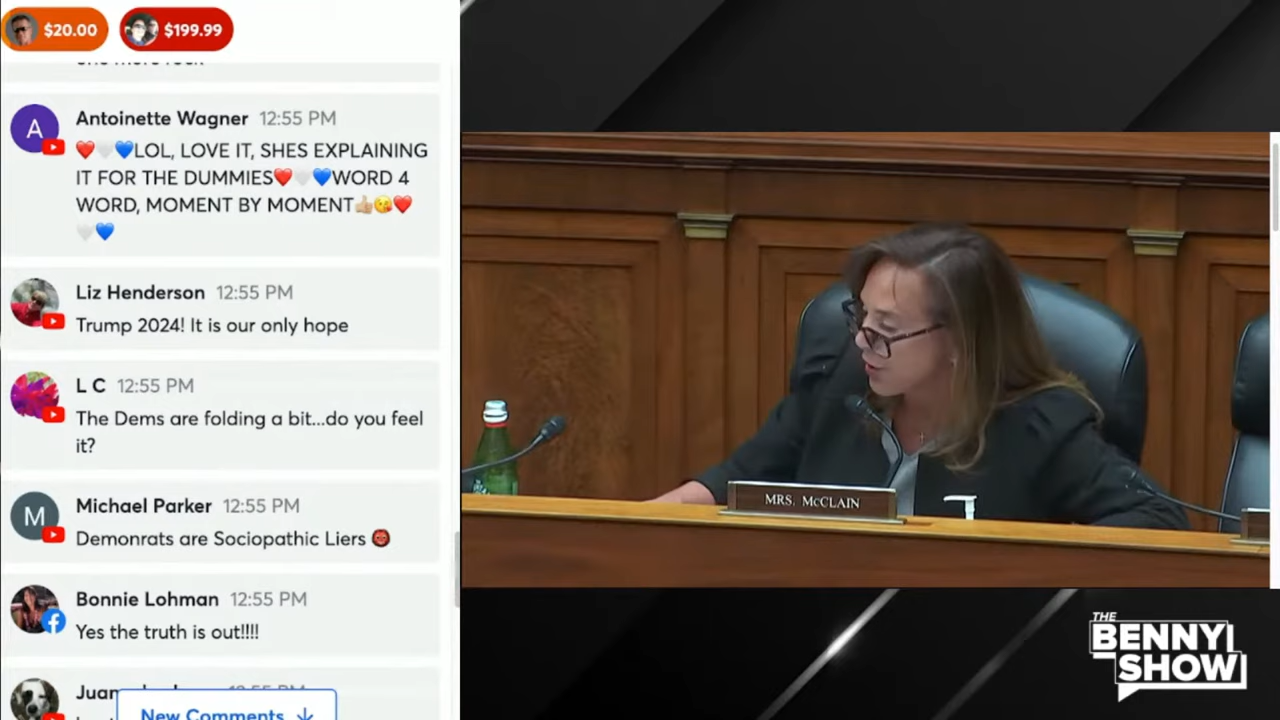 $20.00 $199.99
Antoinette Wagner 12:55 PM
❤️🤍💙LOL, LOVE IT, SHES EXPLAINING
IT FOR THE DUMMIES❤️🤍💙WORD 4
WORD, MOMENT BY MOMENT👍🏼😘❤️
🤍💙
Liz Henderson 12:55 PM
Trump 2024! It is our only hope
L C 12:55 PM
The Dems are folding a bit...do you feel
it?
Michael Parker 12:55 PM
Demonrats are Sociopathic Liers 👹
Bonnie Lohman 12:55 PM
Yes the truth is out!!!!
New Comments ↓
A
M
MRS. McCLAIN
THE
BENNY
SHOW